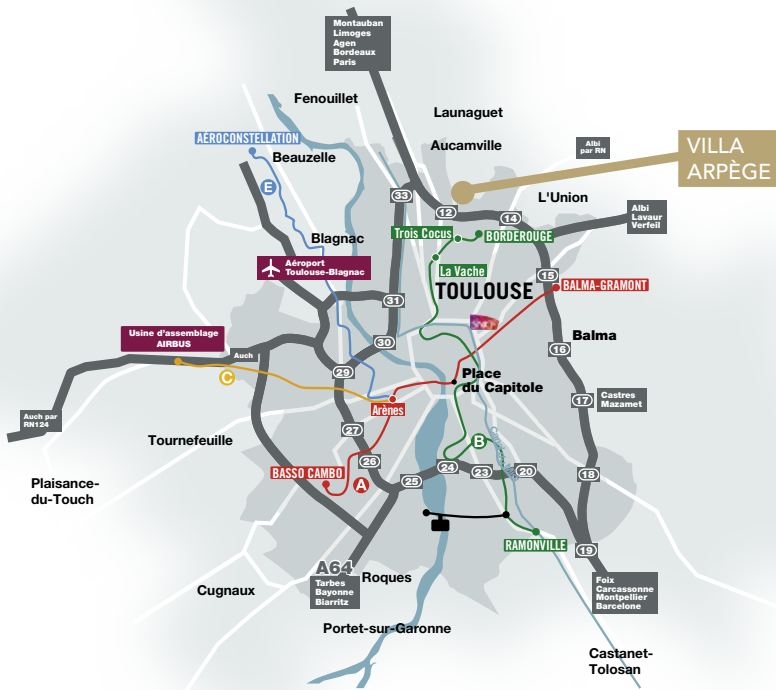 Montauban
Limoges
Agen
Bordeaux
Paris
Fenouillet
Launaguet
AÉROCONSTELLATION
Aucamville
Albi
par RN
VILLA
ARPÈGE
Beauzelle
E
33
L'Union
12
14
Albi
Lavaur
Verfeil
Blagnac
Trois Cocus
BORDEROUGE
Aéroport
Toulouse-Blagnac
La Vache
15
TOULOUSE
BALMA-GRAMONT
31
Usine d'assemblage
AIRBUS
30
Balma
Auch
16
29
C
Place
du Capitole
Arènes
17
Castres
Mazamet
Auch par
RN124
27
Tournefeuille
B
26
BASSO CAMBO
A
25
24
23
20
18
Plaisance-
du-Touch
RAMONVILLE
19
A64
Tarbes
Bayonne
Biarritz
Roques
Foix
Carcassonne
Montpellier
Barcelone
Cugnaux
Portet-sur-Garonne
Castanet-
Tolosan